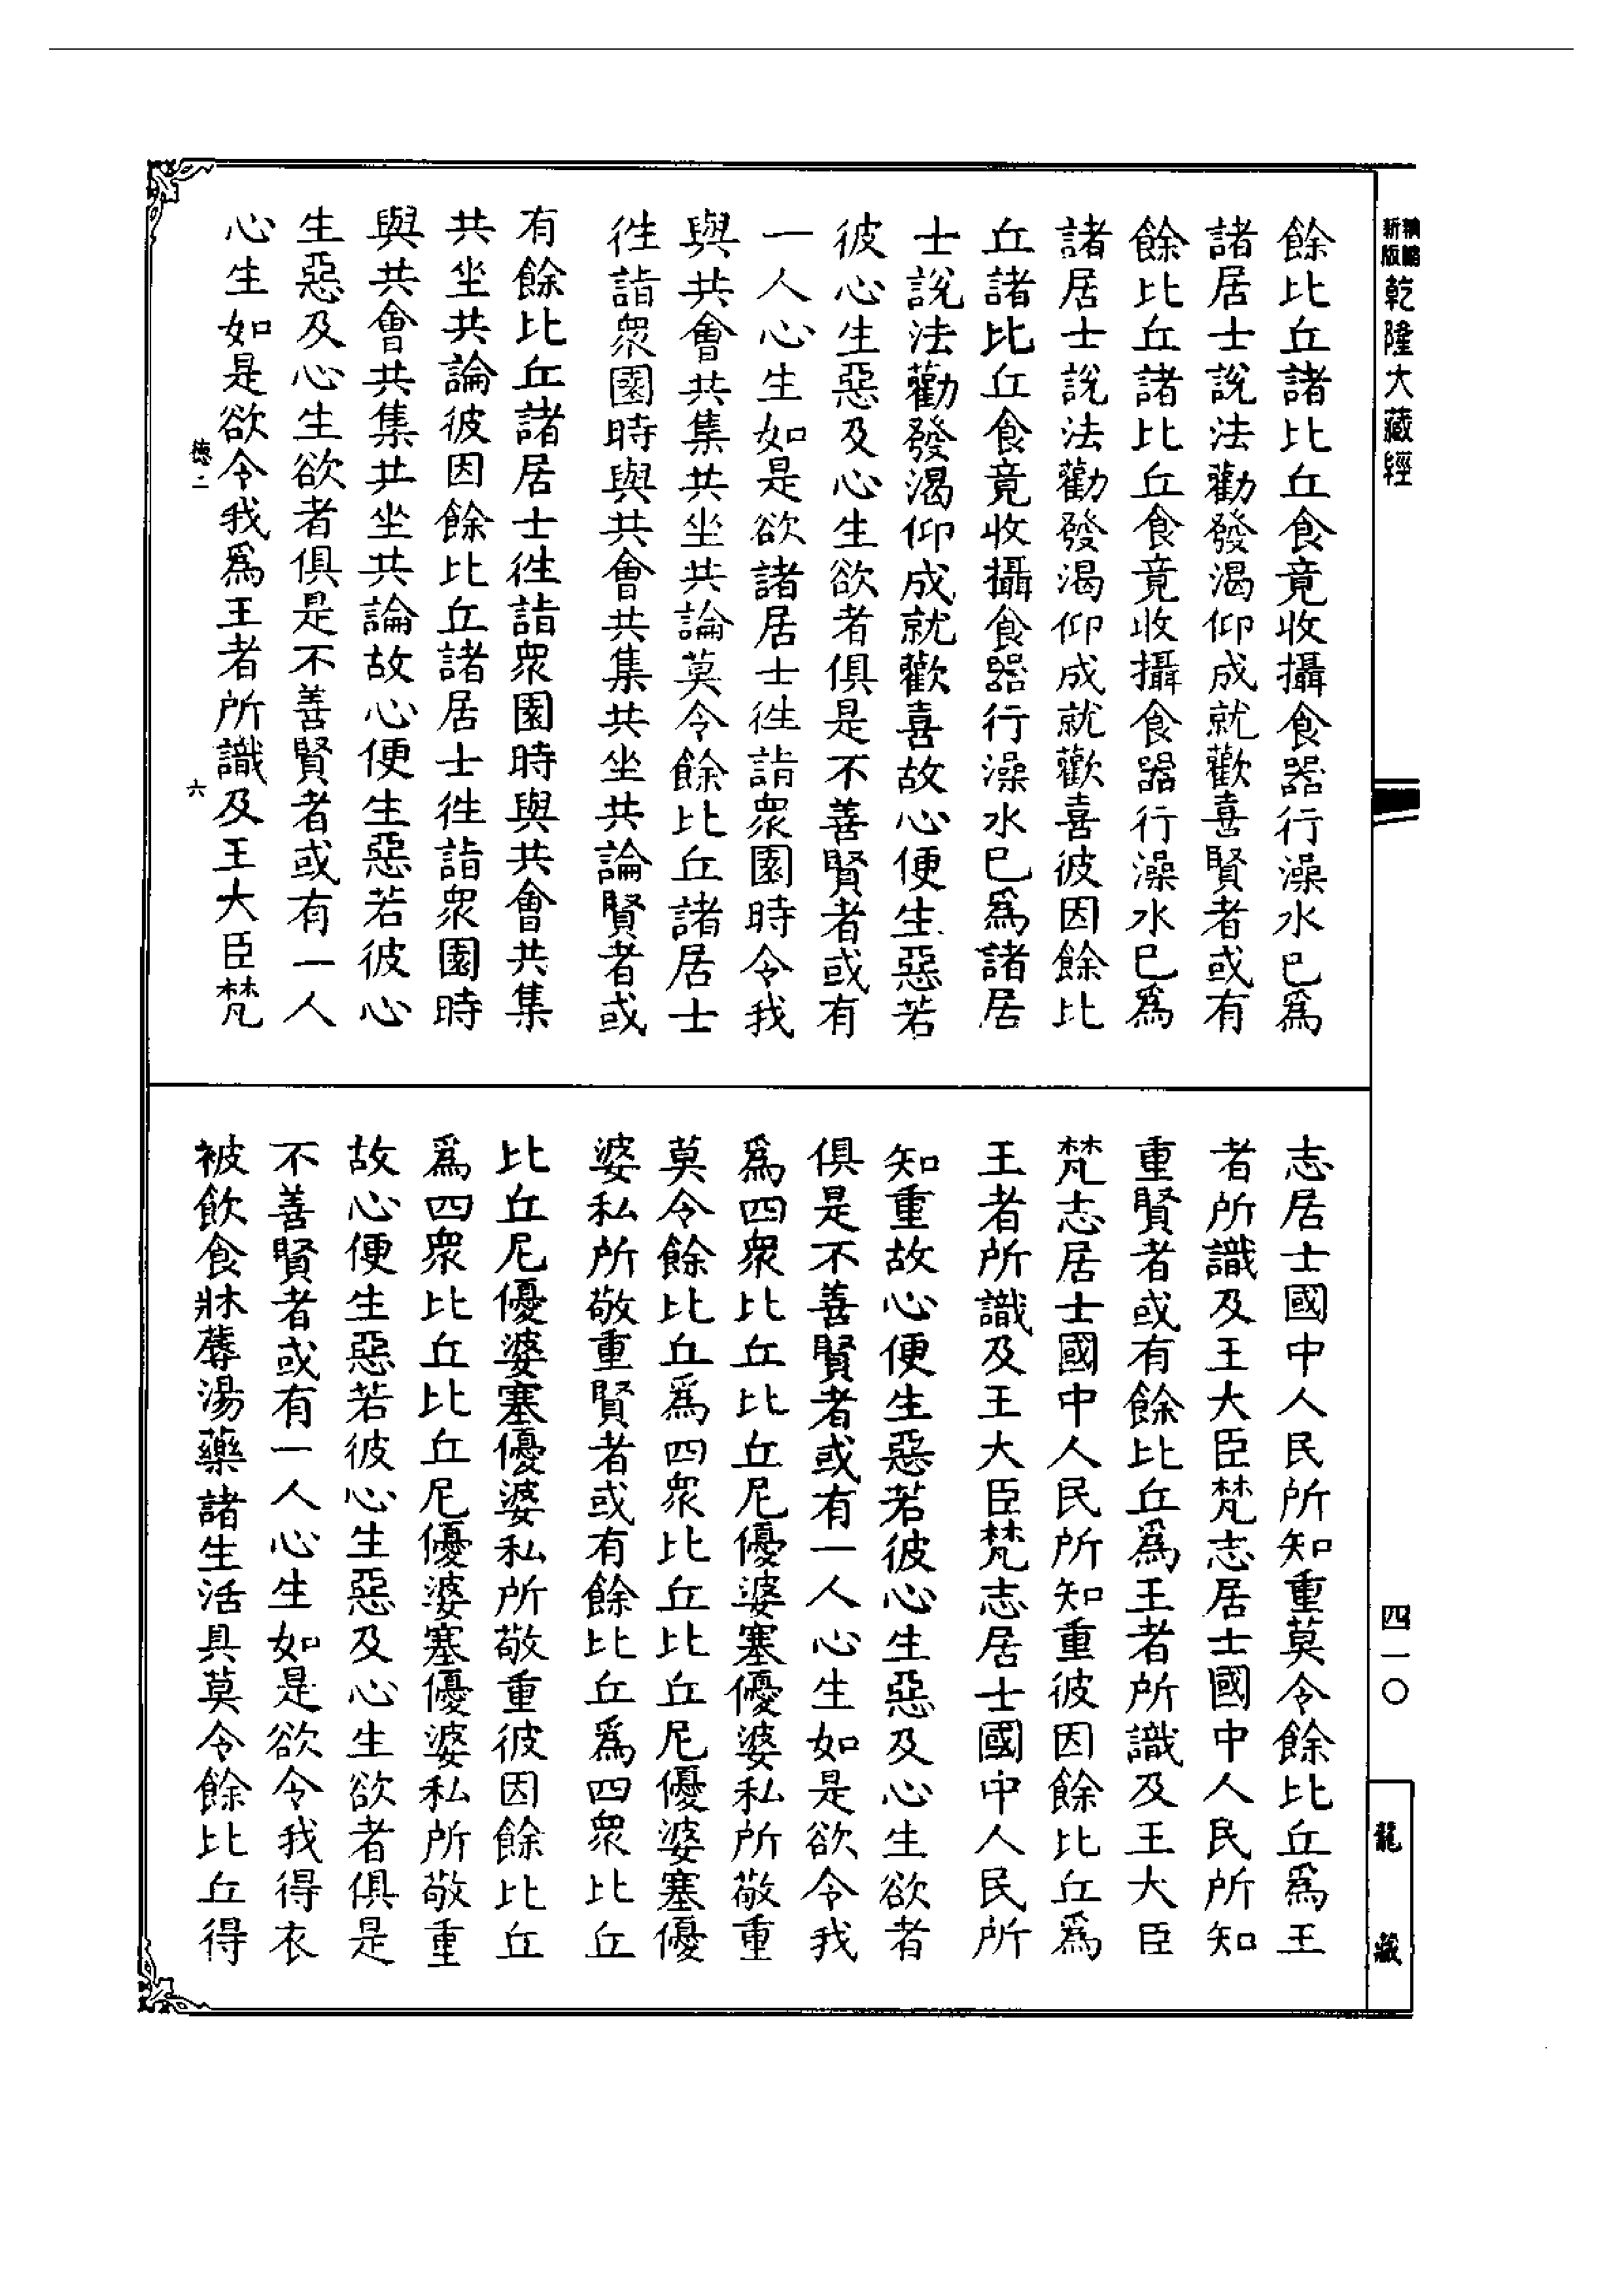 新版
乾隆大藏經
四一〇
龍藏
餘比丘諸比丘食竟收攝食器行澡水已爲
諸居士說法勸發渴仰成就歡喜賢者或有
餘比丘諸比丘食竟收攝食器行澡水已爲
諸居士說法勸發渴仰成就歡喜彼因餘比
丘諸比丘食竟收攝食器行澡水已爲諸居
士說法勸發渴仰成就歡喜故心便生惡若
彼心生惡及心生欲者俱是不善賢者或有
一人心生如是欲諸居士徃詣衆園時令我
與共會共集共坐共論莫令餘比丘諸居士
徃詣衆園時與共會共集共坐共論賢者或
有餘比丘諸居士徃詣衆園時與共會共集
共坐共論彼因餘比丘諸居士徃詣衆園時
與共會共集共坐共論故心便生惡若彼心
生惡及心生欲者俱是不善賢者或有一人
心生如是欲令我爲王者所識及王大臣梵
德二
六
志居士國中人民所知重莫令餘比丘爲王
者所識及王大臣梵志居士國中人民所知
重賢者或有餘比丘爲王者所識及王大臣
梵志居士國中人民所知重彼因餘比丘爲
王者所識及王大臣梵志居士國中人民所
知重故心便生惡若彼心生惡及心生欲者
俱是不善賢者或有一人心生如是欲令我
爲四衆比丘比丘尼優婆塞優婆私所敬重
莫令餘比丘爲四衆比丘比丘尼優婆塞優
婆私所敬重賢者或有餘比丘爲四衆比丘
比丘尼優婆塞優婆私所敬重彼因餘比丘
爲四衆比丘比丘尼優婆塞優婆私所敬重
故心便生惡若彼心生惡及心生欲者俱是
不善賢者或有一人心生如是欲令我得衣
被飲食牀蓐湯藥諸生活具莫令餘比丘得